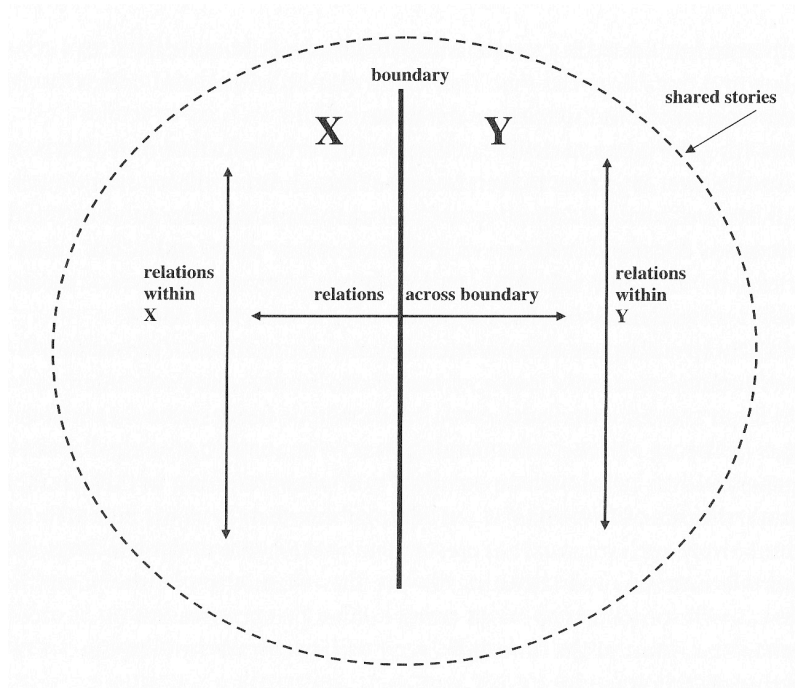 boundary
shared stories
X
Y
relations
within
X
relations
across boundary
relations
within
Y